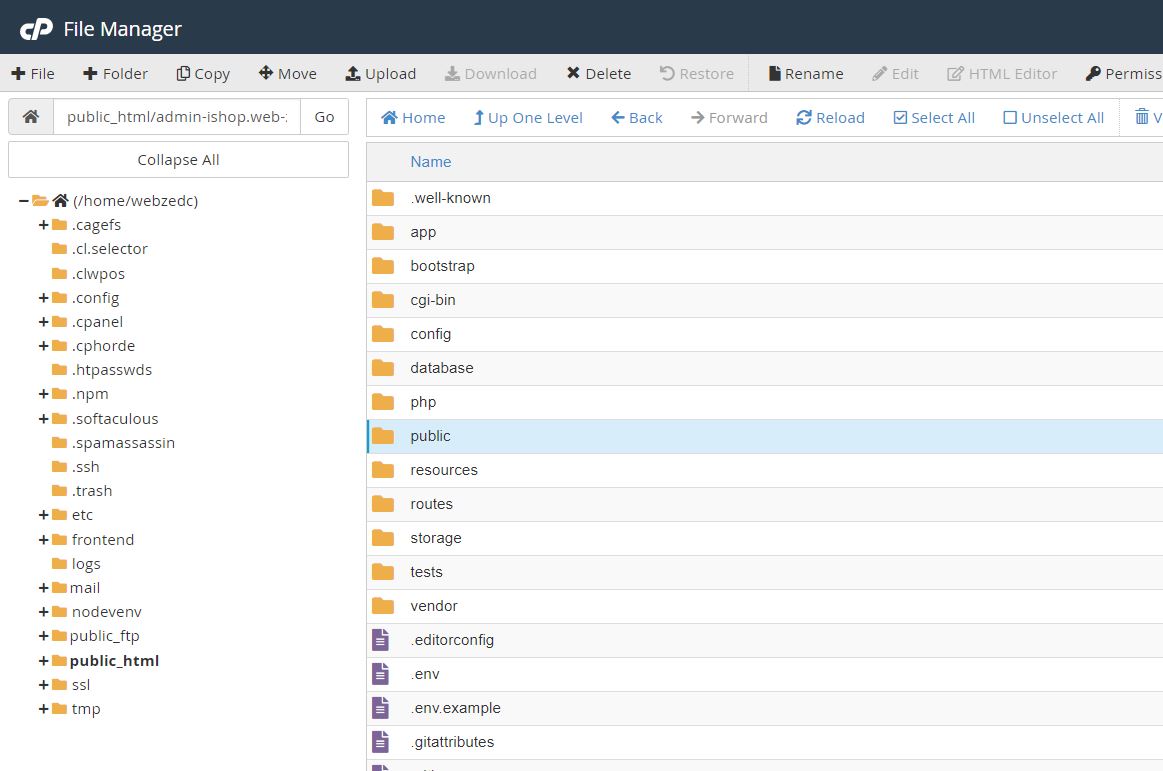 cP File Manager
File Folder Copy Move Upload Download Delete Restore Rename Edit HTML Editor Permiss
public_html/admin-ishop.web-z Go
Home Up One Level Back Forward Reload Select All Unselect All V
Collapse All
(/home/webzedc)
.cagefs
.cl.selector
.clwpos
.config
.cpanel
.cphorde
.htpasswds
.npm
.softaculous
.spamassassin
.ssh
.trash
etc
frontend
logs
mail
nodevenv
public_ftp
public_html
ssl
tmp
Name
.well-known
app
bootstrap
cgi-bin
config
database
php
public
resources
routes
storage
tests
vendor
.editorconfig
.env
.env.example
.gitattributes